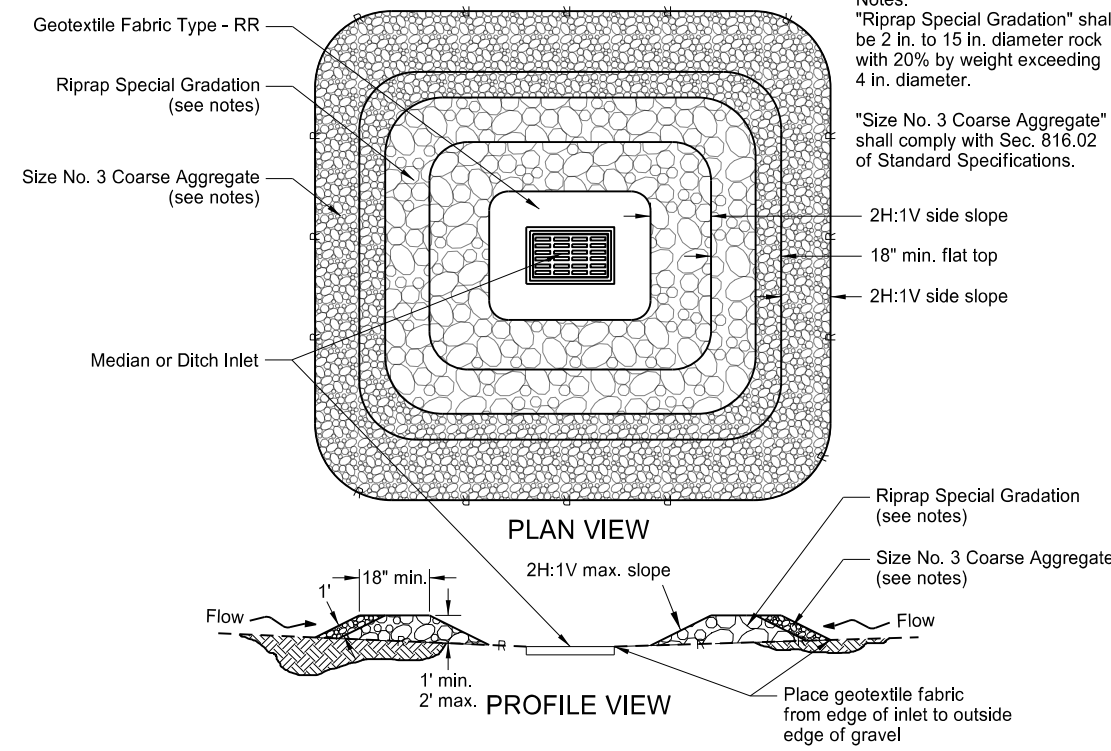 Geotextile Fabric Type - RR
Riprap Special Gradation
(see notes)
Size No. 3 Coarse Aggregate
(see notes)
Median or Ditch Inlet
Notes:
"Riprap Special Gradation" shal
be 2 in. to 15 in. diameter rock
with 20% by weight exceeding
4 in. diameter.
"Size No. 3 Coarse Aggregate"
shall comply with Sec. 816.02
of Standard Specifications.
2H:1V side slope
18" min. flat top
2H:1V side slope
PLAN VIEW
Riprap Special Gradation
(see notes)
Size No. 3 Coarse Aggregate
(see notes)
18" min.
1'
2H:1V max. slope
Flow
Flow
1' min.
2' max.
PROFILE VIEW
Place geotextile fabric
from edge of inlet to outside
edge of gravel